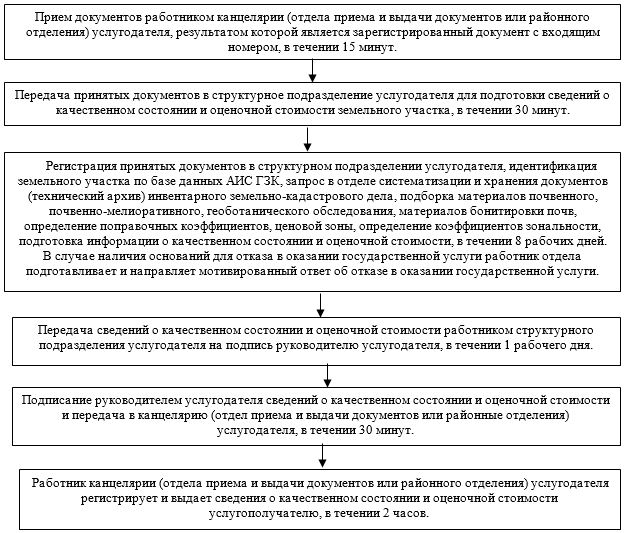 Прием документов работником канцелярии (отдела приема и выдачи документов или районного
отделения) услугодателя, результатом которой является зарегистрированный документ с входящим
номером, в течении 15 минут.
Передача принятых документов в структурное подразделение услугодателя для подготовки сведений о
качественном состоянии и оценочной стоимости земельного участка, в течении 30 минут.
Регистрация принятых документов в структурном подразделении услугодателя, идентификация
земельного участка по базе данных АИС ГЗК, запрос в отделе систематизации и хранения документов
(технический архив) инвентарного земельно-кадастрового дела, подборка материалов почвенного,
почвенно-мелиоративного, геоботанического обследования, материалов бонитировки почв,
определение поправочных коэффициентов, ценовой зоны, определение коэффициентов зональности,
подготовка информации о качественном состоянии и оценочной стоимости, в течении 8 рабочих дней.
В случае наличия оснований для отказа в оказании государственной услуги работник отдела
подготавливает и направляет мотивированный ответ об отказе в оказании государственной услуги.
Передача сведений о качественном состоянии и оценочной стоимости работником структурного
подразделения услугодателя на подпись руководителю услугодателя, в течении 1 рабочего дня.
Подписание руководителем услугодателя сведений о качественном состоянии и оценочной стоимости
и передача в канцелярию (отдел приема и выдачи документов или районные отделения)
услугодателя, в течении 30 минут.
Работник канцелярии (отдела приема и выдачи документов или районного отделения) услугодателя
регистрирует и выдает сведения о качественном состоянии и оценочной стоимости
услугополучателю, в течении 2 часов.